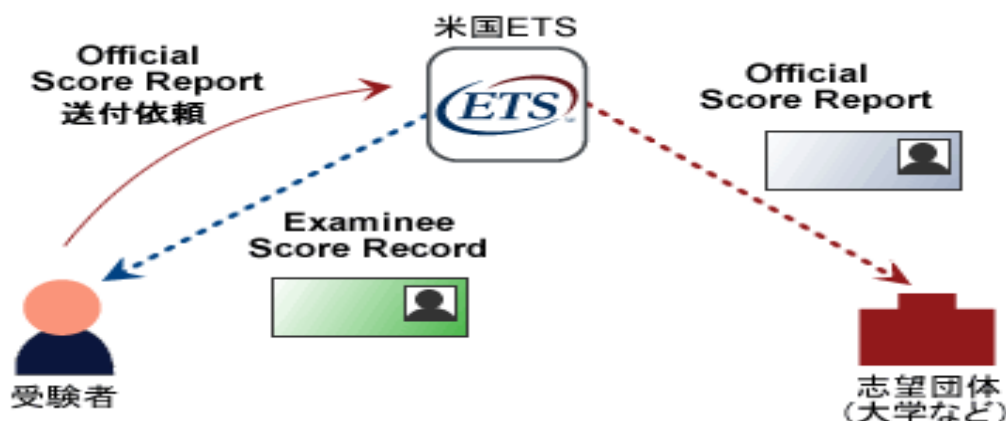 米国ETS
Official
Score Report
送付依頼
ETS
Official
Score Report
Examinee
Score Record
受験者
志望団体
(大学など)